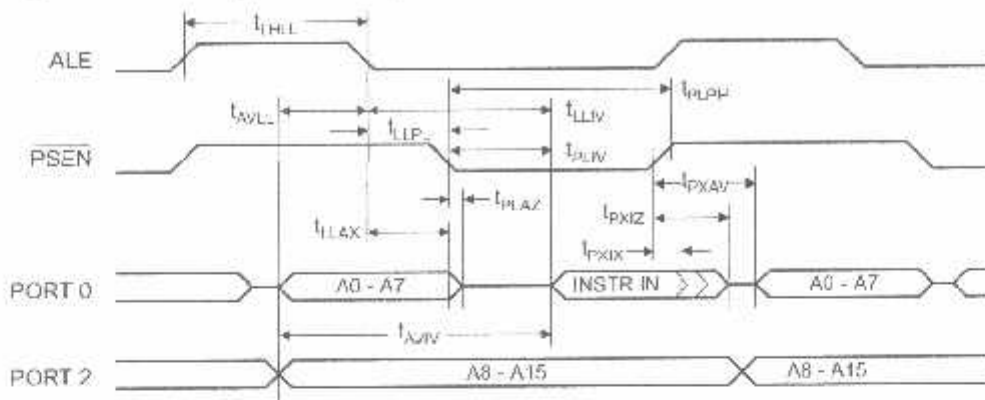 tLHLL
ALE
tPLPH
tAVLL
tLLIV
tLLPL
PSEN
tPLIV
tPXAV
tPLAZ
tPXIZ
tLLAX
tPXIX
PORT 0
A0 - A7
INSTR IN
A0 - A7
tAVIV
PORT 2
A8 - A15
A8 - A15